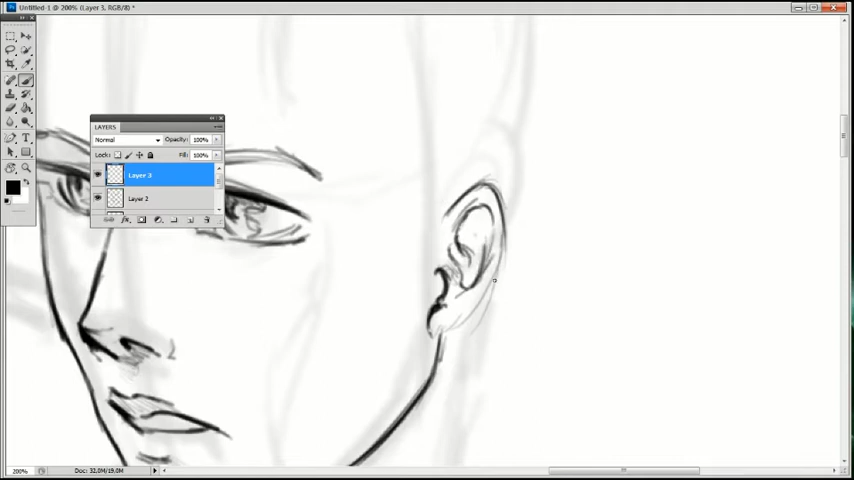 Untitled-1 @ 200% (Layer 3, RGB/8) *
LAYERS
Normal Opacity: 100%
Lock: Fill: 100%
Layer 3
Layer 2
200% Doc: 32.0M/19.0M